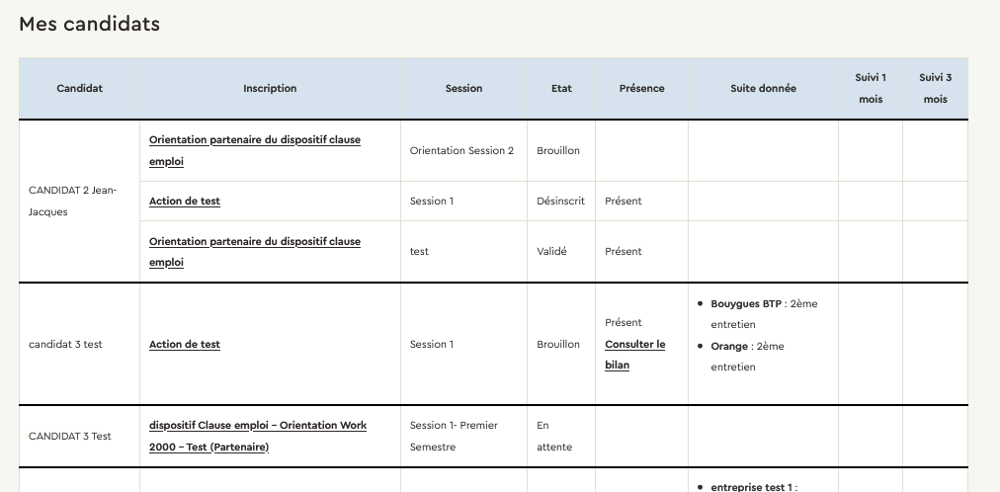 Mes candidats
Candidat Inscription Session Etat Présence Suite donnée Suivi 1 mois Suivi 3 mois
CANDIDAT 2 Jean-
Jacques
Orientation partenaire du dispositif clause
emploi
Orientation Session 2
Brouillon
Action de test
Session 1
Désinscrit
Présent
Orientation partenaire du dispositif clause
emploi
test
Validé
Présent
candidat 3 test
Action de test
Session 1
Brouillon
Présent
Consulter le
bilan
• Bouygues BTP : 2ème
entretien
• Orange : 2ème
entretien
CANDIDAT 3 Test
dispositif Clause emploi – Orientation Work
2000 – Test (Partenaire)
Session 1- Premier
Semestre
En
attente
• entreprise test 1 :